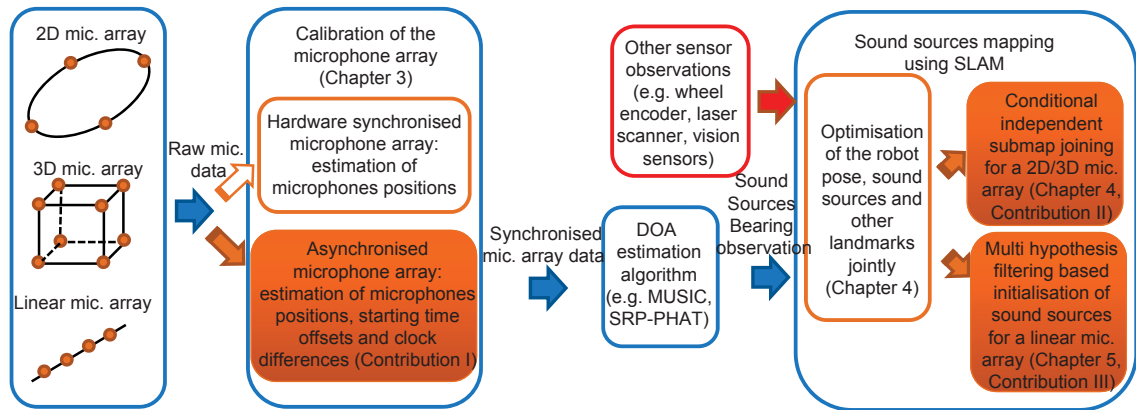 2D mic. array
3D mic. array
Linear mic. array
Raw mic.
data
Calibration of the
microphone array
(Chapter 3)
Hardware synchronised
microphone array:
estimation of
microphones positions
Asynchronised
microphone array:
estimation of microphones
positions, starting time
offsets and clock
differences (Contribution I)
Synchronised
mic. array data
Other sensor
observations
(e.g. wheel
encoder, laser
scanner, vision
sensors)
DOA
estimation
algorithm
(e.g. MUSIC,
SRP-PHAT)
Sound
Sources
Bearing
observation
Sound sources mapping
using SLAM
Optimisation
of the robot
pose, sound
sources and
other
landmarks
jointly
(Chapter 4)
Conditional
independent
submap joining
for a 2D/3D mic.
array (Chapter 4,
Contribution II)
Multi hypothesis
filtering based
initialisation of
sound sources
for a linear mic.
array (Chapter 5,
Contribution III)